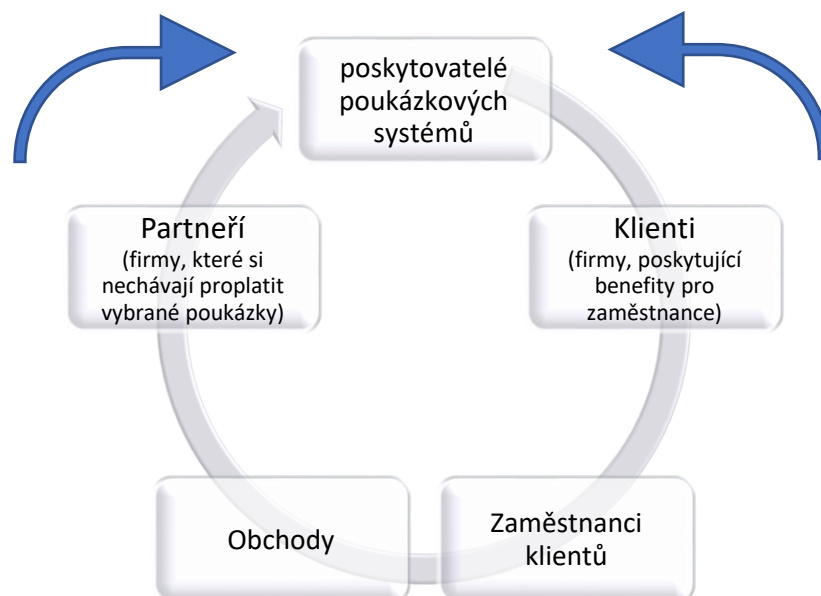 poskytovatelé
poukázkových
systémů
Partneří
(firmy, které si
nechávají proplatit
vybrané poukázky)
Klienti
(firmy, poskytující
benefity pro
zaměstnance)
Obchody
Zaměstnanci
klientů